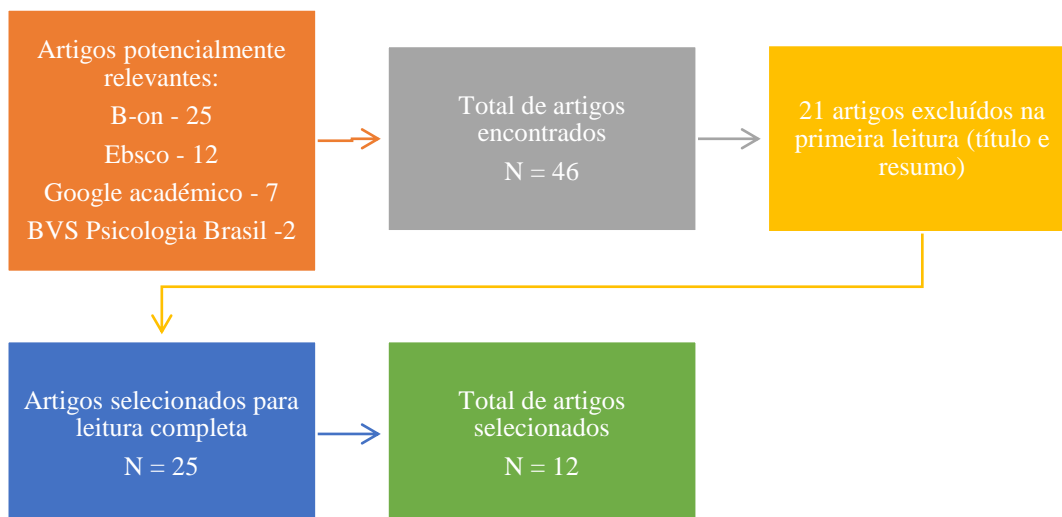 Artigos potencialmente
relevantes:
B-on - 25
Ebsco - 12
Google académico - 7
BVS Psicologia Brasil -2
Total de artigos
encontrados
N = 46
21 artigos excluídos na
primeira leitura (título e
resumo)
Artigos selecionados para
leitura completa
N = 25
Total de artigos
selecionados
N = 12